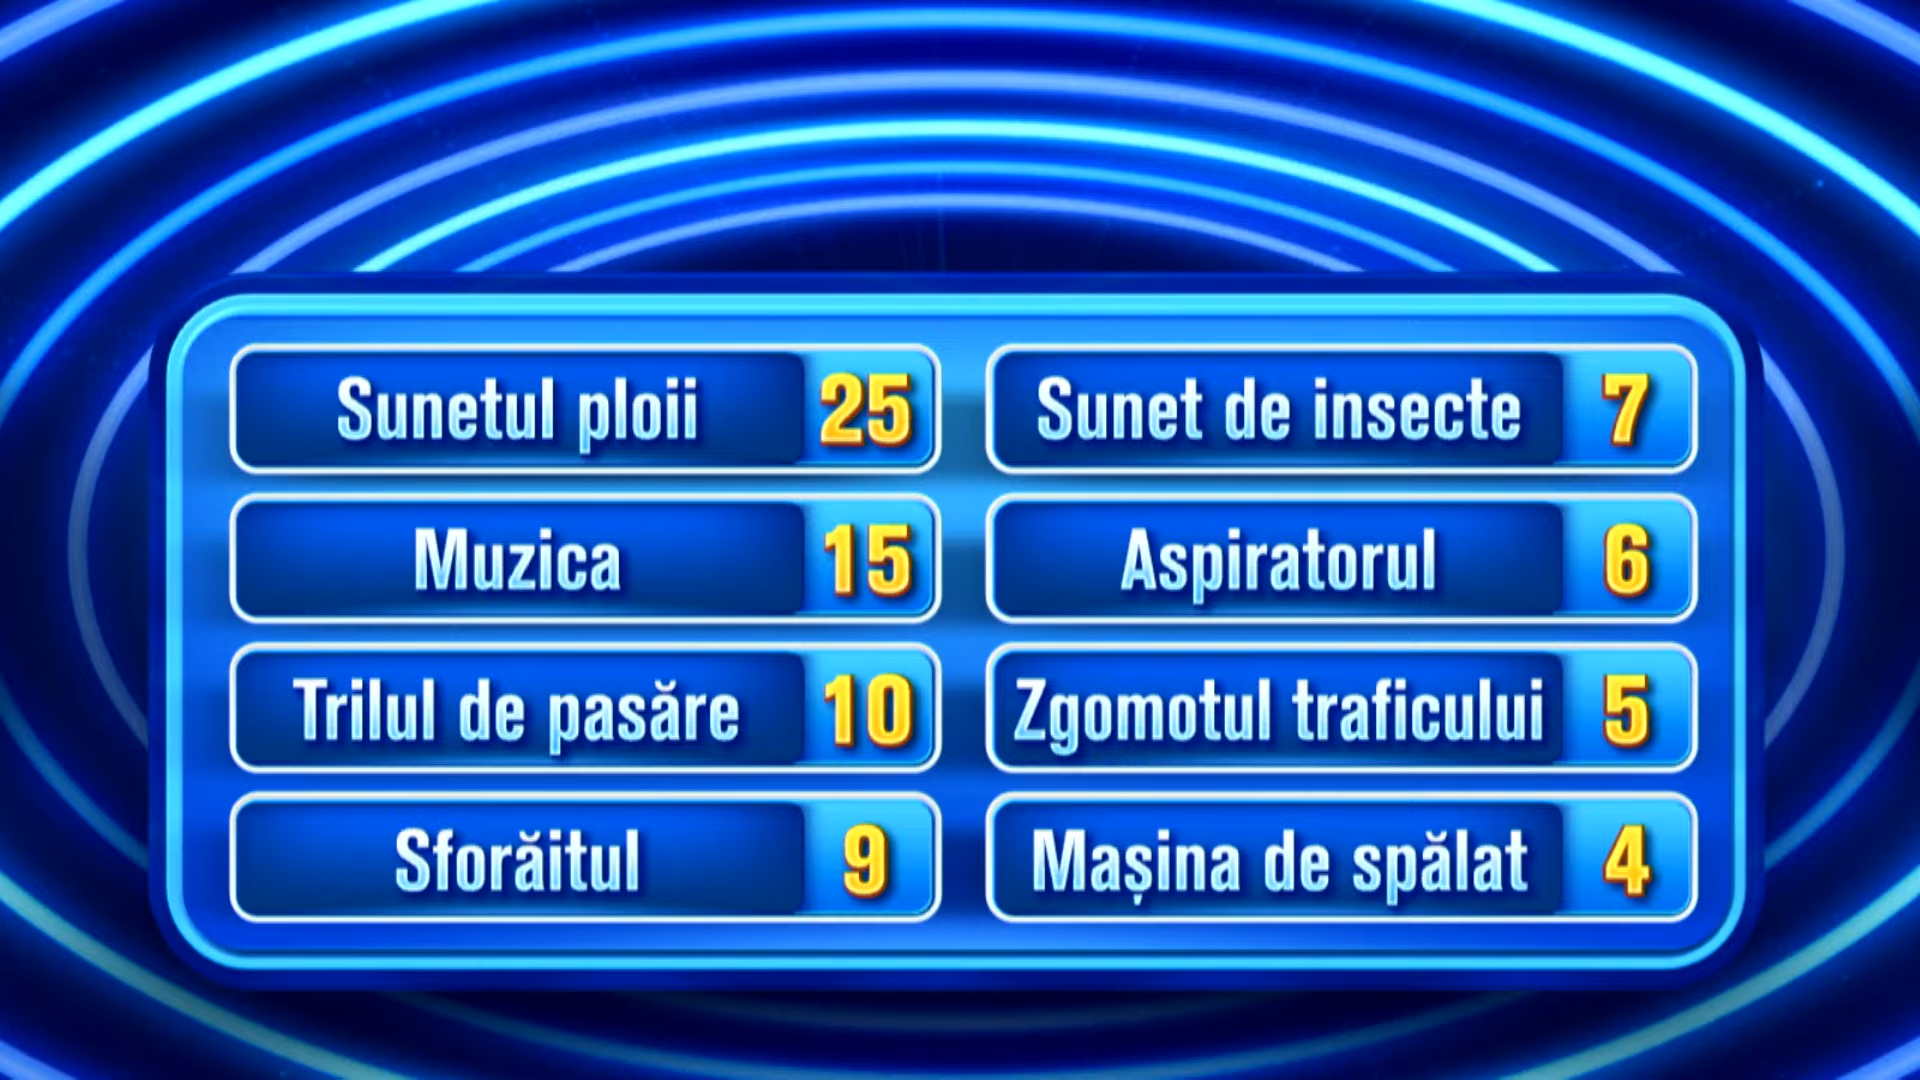 Sunetul ploii 25
Muzica 15
Trilul de pasăre 10
Sforăitul 9
Sunet de insecte 7
Aspiratorul 6
Zgomotul traficului 5
Mașina de spălat 4